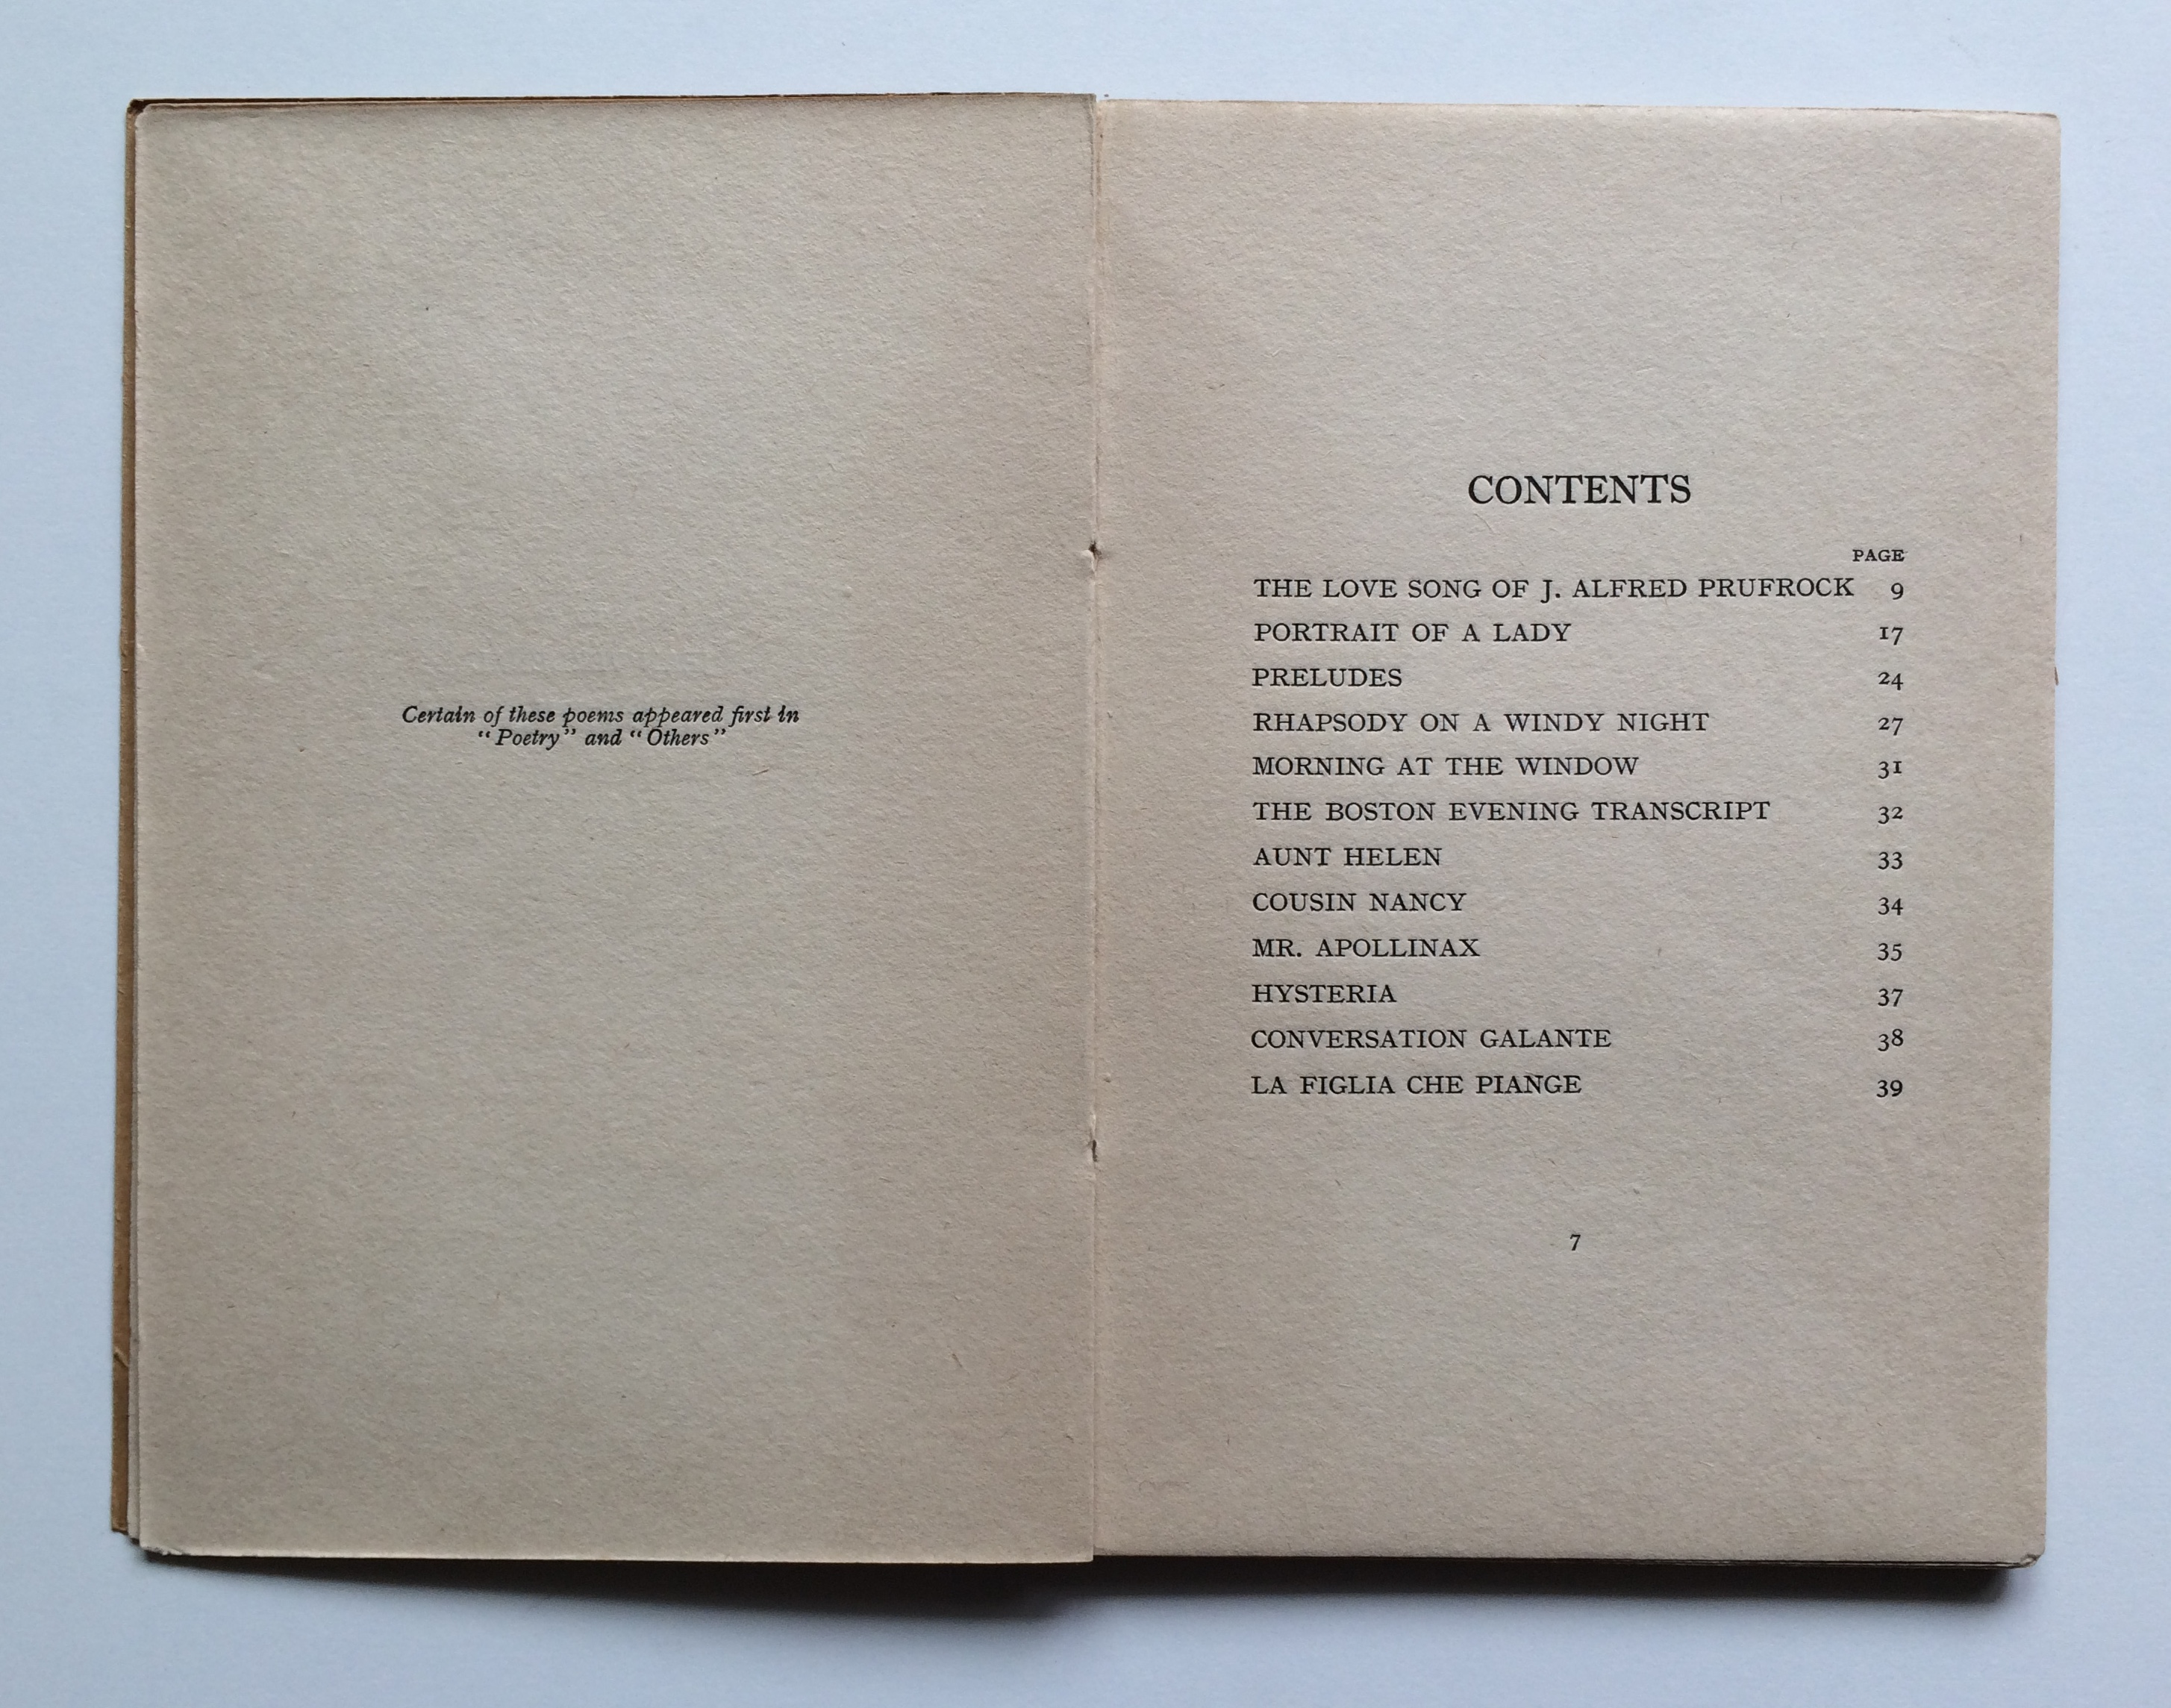 Certain of these poems appeared first in
“Poetry” and “Others”
CONTENTS
PAGE
THE LOVE SONG OF J. ALFRED PRUFROCK 9
PORTRAIT OF A LADY 17
PRELUDES 24
RHAPSODY ON A WINDY NIGHT 27
MORNING AT THE WINDOW 31
THE BOSTON EVENING TRANSCRIPT 32
AUNT HELEN 33
COUSIN NANCY 34
MR. APOLLINAX 35
HYSTERIA 37
CONVERSATION GALANTE 38
LA FIGLIA CHE PIANGE 39
7